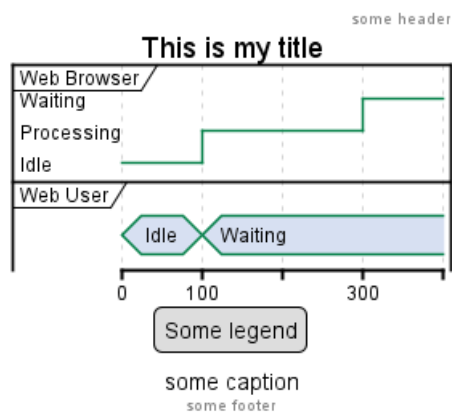 some header
This is my title
Web Browser
Waiting
Processing
Idle
Web User
Idle Waiting
0 100 300
Some legend
some caption
some footer